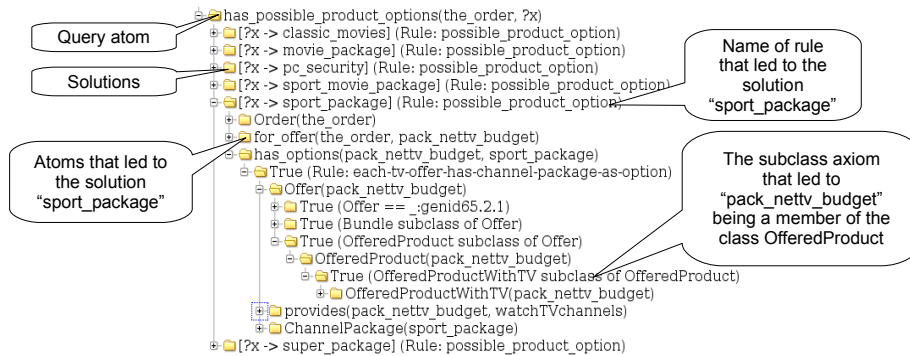 has_possible_product_options(the_order, ?x)
[?x -> classic_movies] (Rule: possible_product_option)
[?x -> movie_package] (Rule: possible_product_option)
[?x -> pc_security] (Rule: possible_product_option)
[?x -> sport_movie_package] (Rule: possible_product_option)
[?x -> sport_package] (Rule: possible_product_option)
Order(the_order)
for_offer(the_order, pack_nettv_budget)
has_options(pack_nettv_budget, sport_package)
True (Rule: each-tv-offer-has-channel-package-as-option)
Offer(pack_nettv_budget)
True (Offer == _:genid65.2.1)
True (Bundle subclass of Offer)
True (OfferedProduct subclass of Offer)
OfferedProduct(pack_nettv_budget)
True (OfferedProductWithTV subclass of OfferedProduct)
OfferedProductWithTV(pack_nettv_budget)
provides(pack_nettv_budget, watchTVchannels)
ChannelPackage(sport_package)
[?x -> super_package] (Rule: possible_product_option)
Query atom
Solutions
Atoms that led to
the solution
“sport_package”
Name of rule
that led to the
solution
“sport_package”
The subclass axiom
that led to
“pack_nettv_budget”
being a member of the
class OfferedProduct